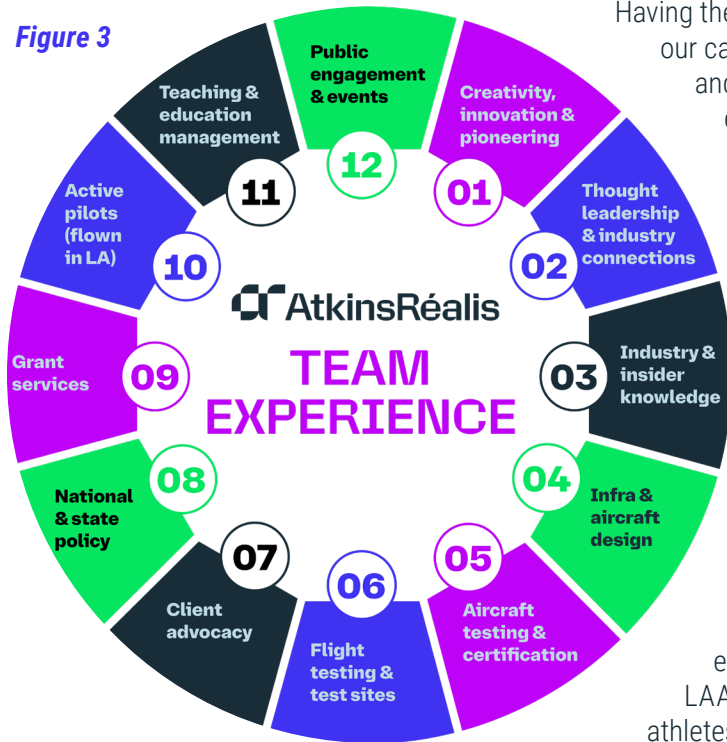 Figure 3
Having the
our ca
and
Public
engagement
& events
12
Creativity,
innovation &
pioneering
01
Thought
leadership
& industry
connections
02
Industry &
insider
knowledge
03
Infra &
aircraft
design
04
Aircraft
testing &
certification
05
Flight
testing &
test sites
06
Client
advocacy
07
National
& state
policy
08
Grant
services
09
Active
pilots
(flown
in LA)
10
Teaching &
education
management
11
AtkinsRéalis
TEAM
EXPERIENCE
e
LAA
athletes